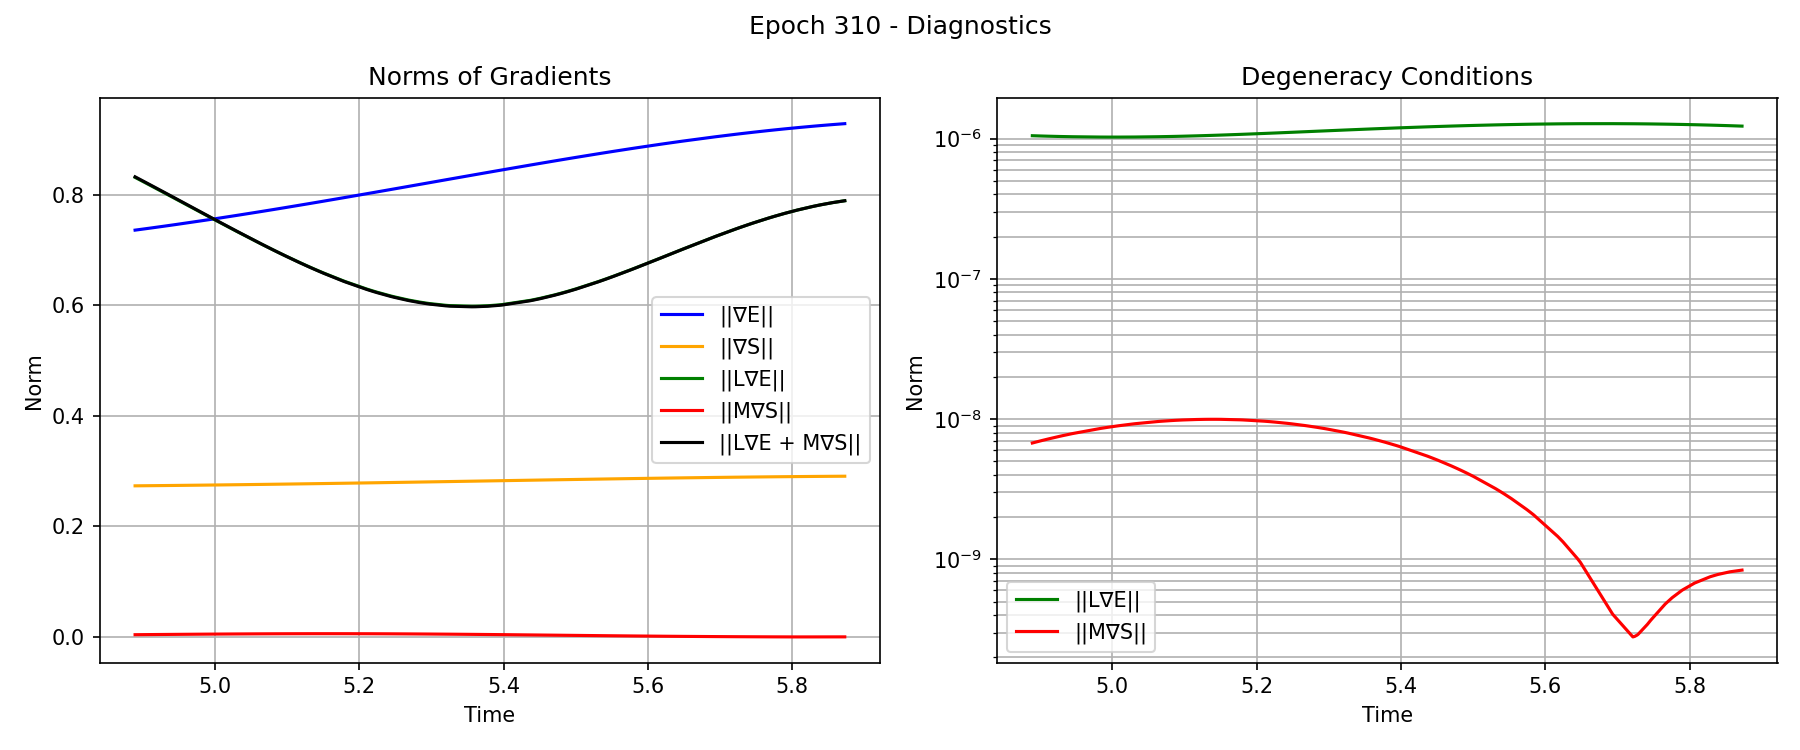 Epoch 310 - Diagnostics
Norms of Gradients
Norm
0.8
0.6
0.4
0.2
0.0
||∇E||
||∇S||
||L∇E||
||M∇S||
||L∇E + M∇S||
5.0 5.2 5.4 5.6 5.8
Time
Degeneracy Conditions
Norm
10⁻⁶
10⁻⁷
10⁻⁸
10⁻⁹
||L∇E||
||M∇S||
5.0 5.2 5.4 5.6 5.8
Time